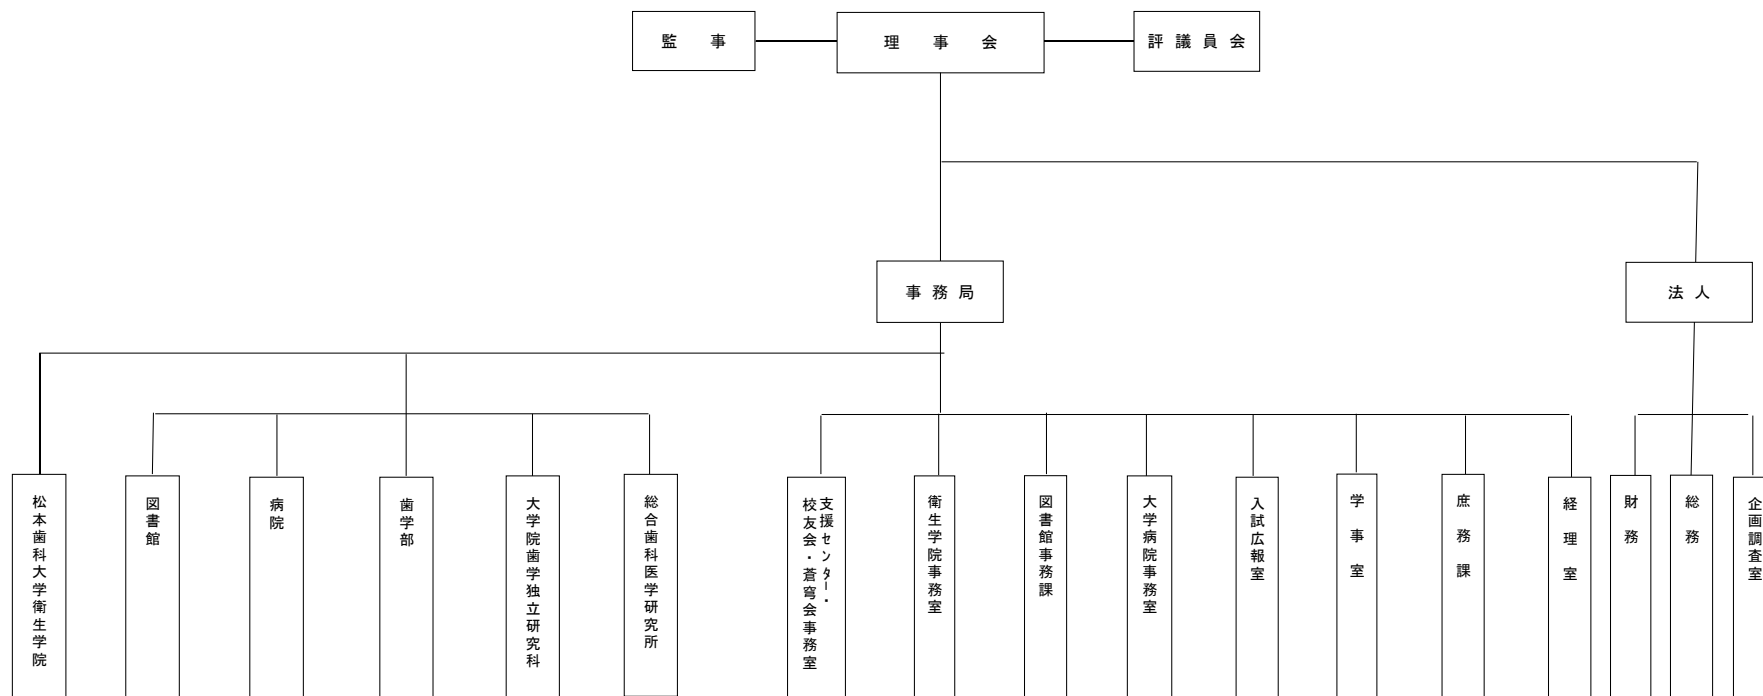 監　事
理　事　会
評 議 員 会
事 務 局
法 人
松本歯科大学衛生学院
図書館
病院
歯学部
大学院歯学独立研究科
総合歯科医学研究所
支援センター・
校友会・蒼穹会事務室
衛生学院事務室
図書館事務課
大学病院事務室
入試広報室
学 事 室
庶 務 課
経 理 室
財 務
総 務
企画調査室